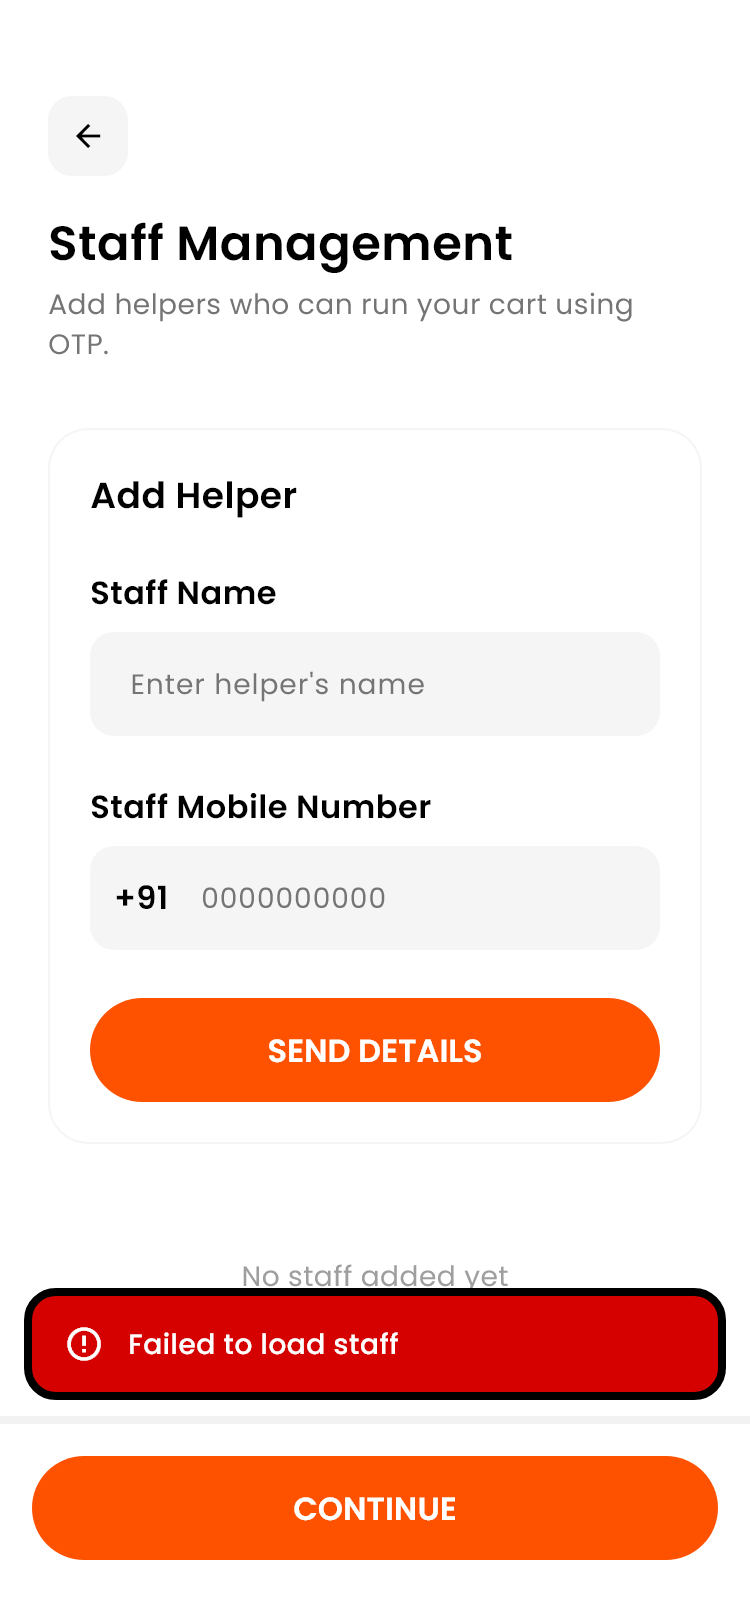 Staff Management
Add helpers who can run your cart using
OTP.
Add Helper
Staff Name
Enter helper's name
Staff Mobile Number
+91 0000000000
SEND DETAILS
No staff added yet
Failed to load staff
CONTINUE